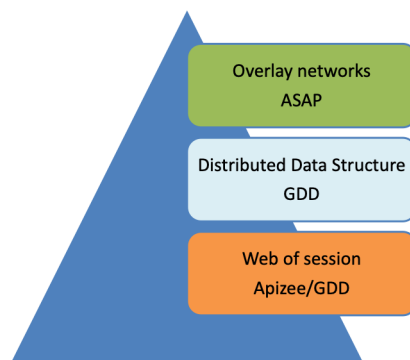 Overlay networks
ASAP
Distributed Data Structure
GDD
Web of session
Apizee/GDD